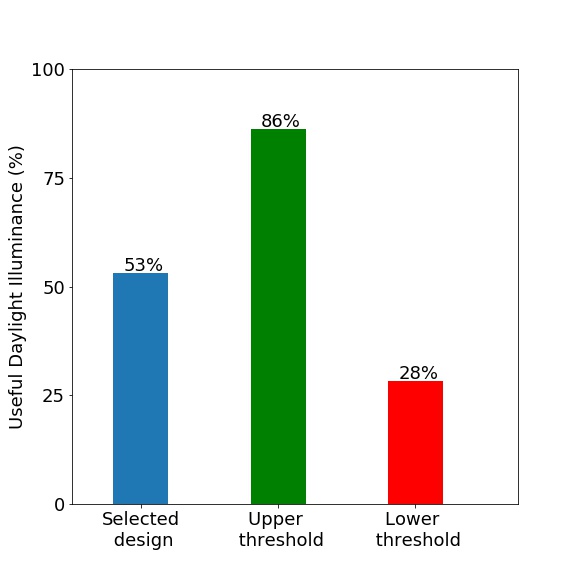 Useful Daylight Illuminance (%)
100
75
50
25
0
53%
86%
28%
Selected
design
Upper
threshold
Lower
threshold